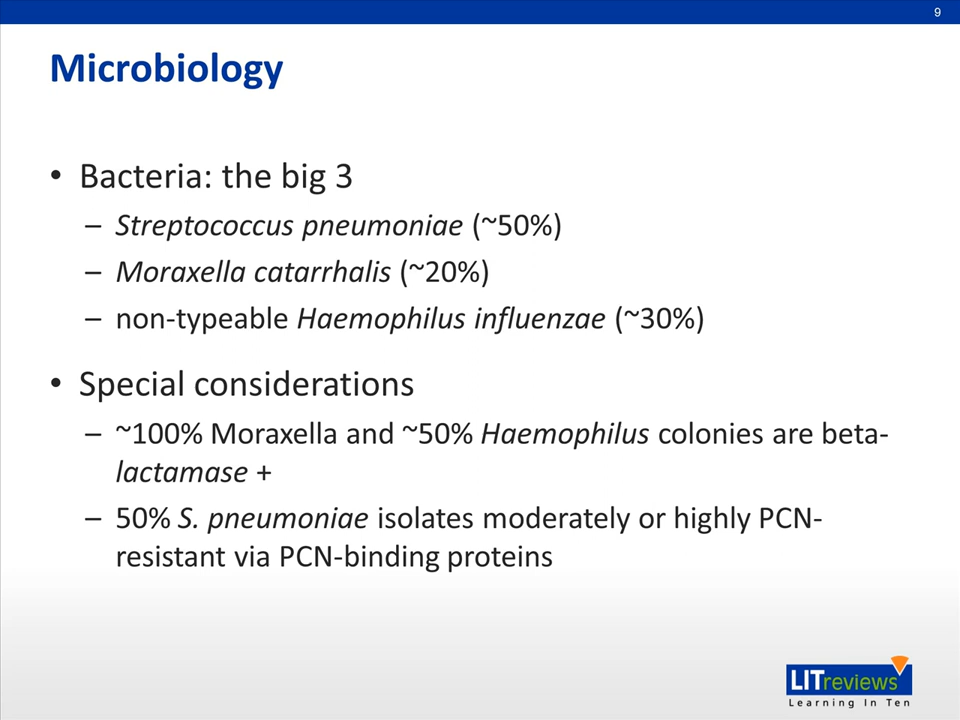 9
Microbiology
• Bacteria: the big 3
– Streptococcus pneumoniae (~50%)
– Moraxella catarrhalis (~20%)
– non-typeable Haemophilus influenzae (~30%)
• Special considerations
– ~100% Moraxella and ~50% Haemophilus colonies are beta-
lactamase +
– 50% S. pneumoniae isolates moderately or highly PCN-
resistant via PCN-binding proteins
LITreviews
Learning In Ten